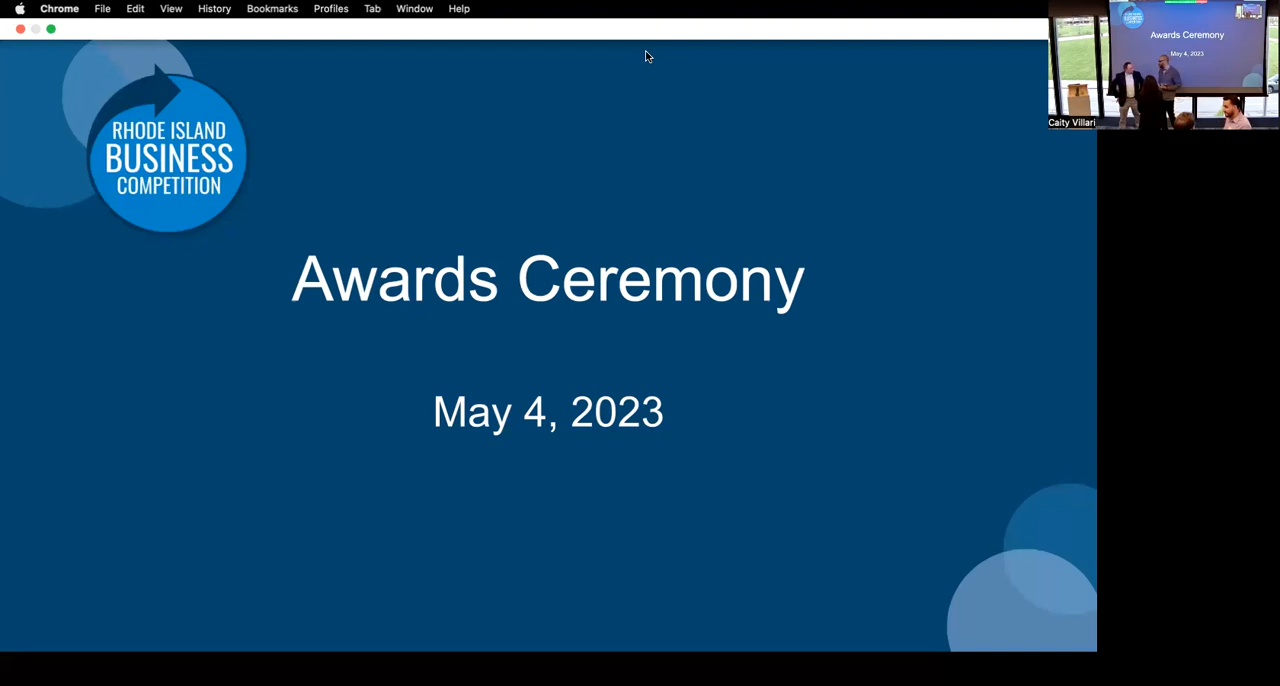 Chrome File Edit View History Bookmarks Profiles Tab Window Help
RHODE ISLAND
BUSINESS
COMPETITION
Awards Ceremony
May 4, 2023
Awards Ceremony
May 4, 2023
Caity Villari